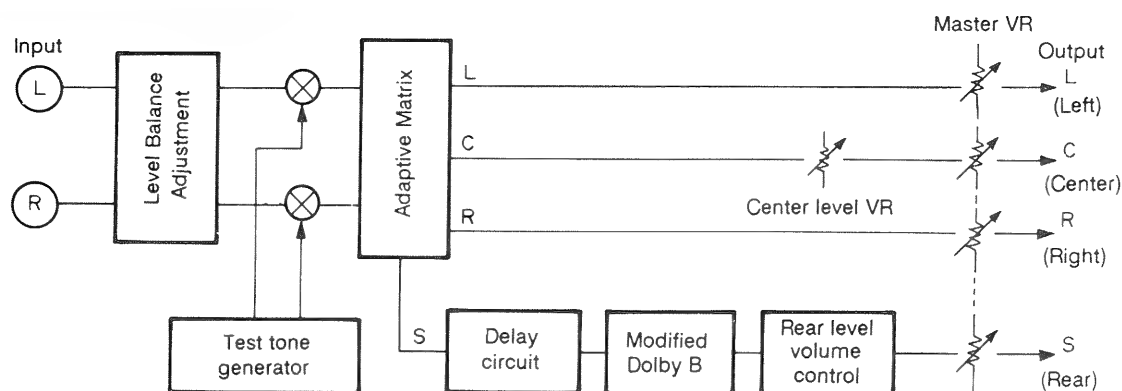 Master VR
Input
Output
L
Level Balance
Adjustment
Adaptive Matrix
L
L
(Left)
C
C
(Center)
R
R
Center level VR
R
(Right)
Test tone
generator
S
Delay
circuit
Modified
Dolby B
Rear level
volume
control
S
(Rear)